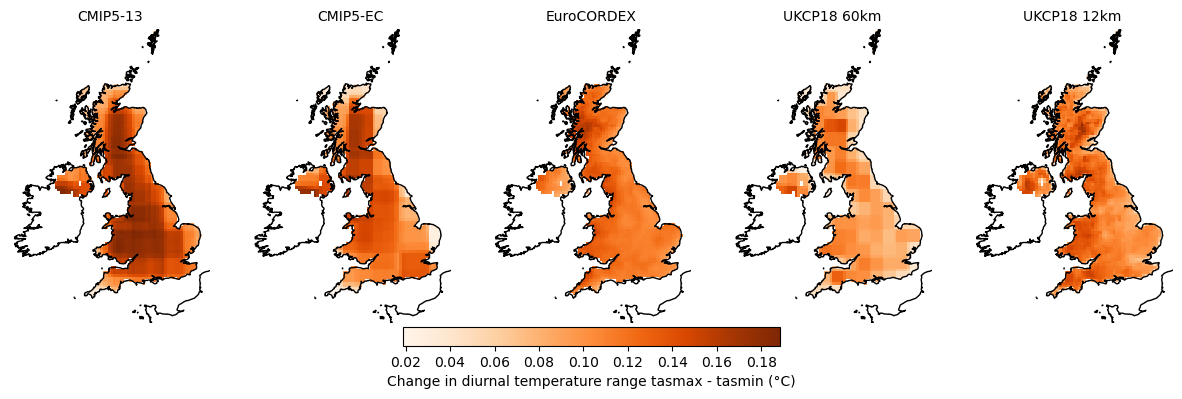 CMIP5-13
CMIP5-EC
EuroCORDEX
UKCP18 60km
UKCP18 12km
0.02 0.04 0.06 0.08 0.10 0.12 0.14 0.16 0.18
Change in diurnal temperature range tasmax - tasmin (°C)